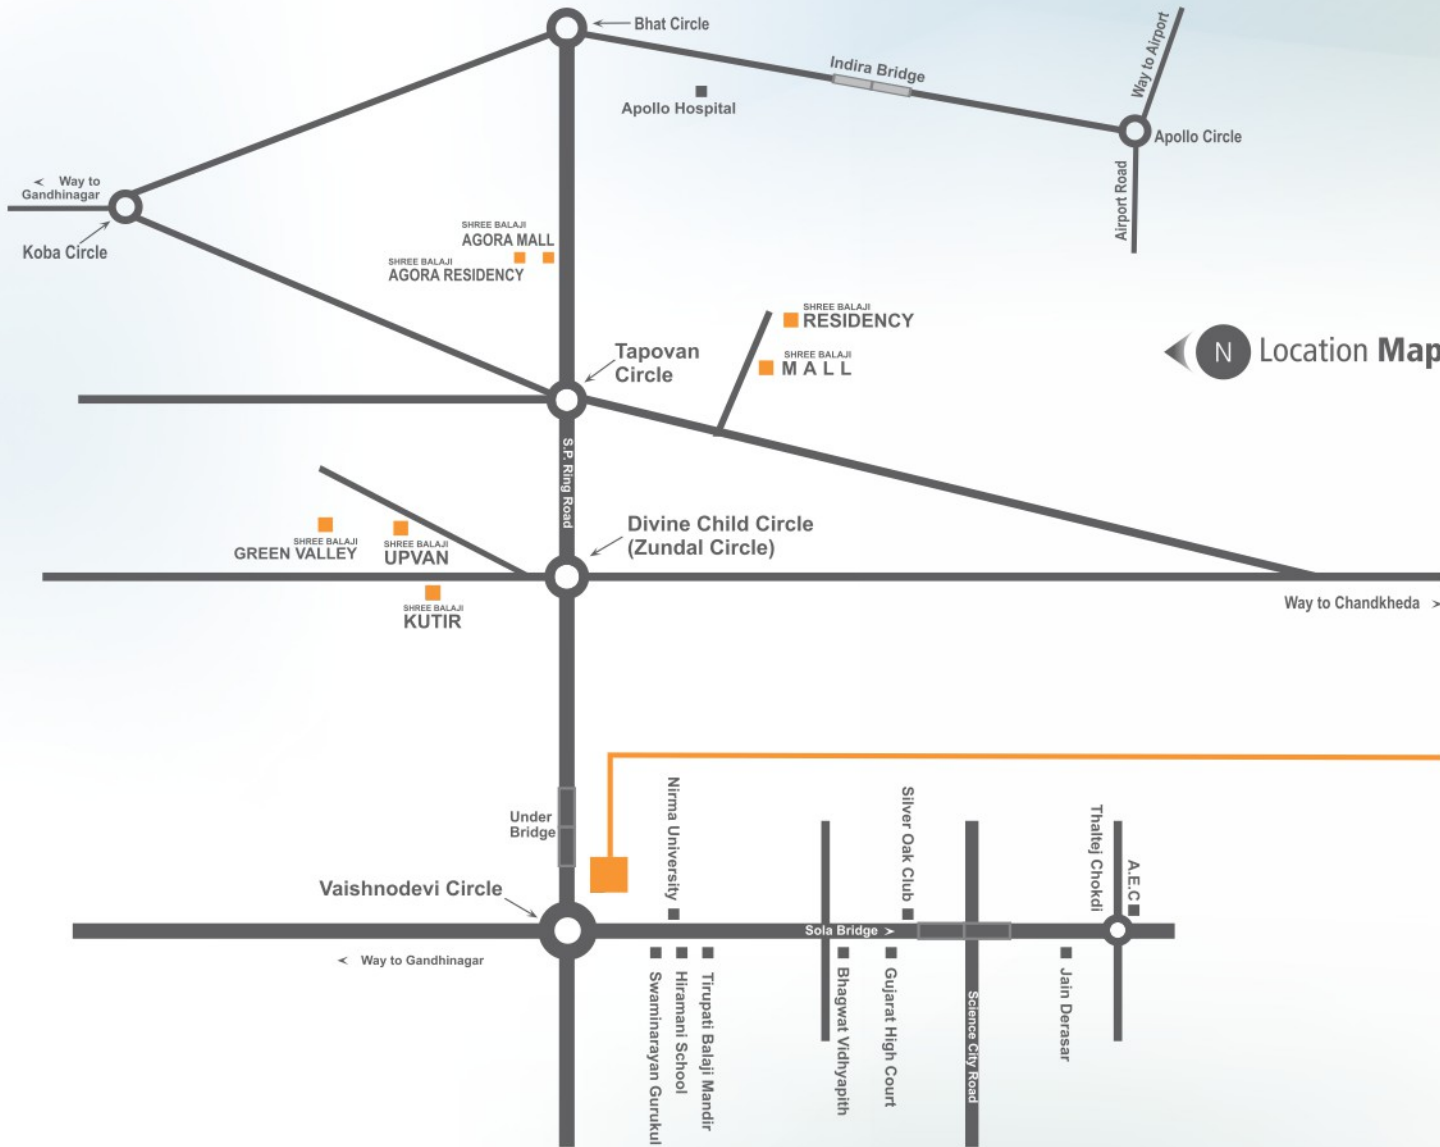 Bhat Circle
Indira Bridge
Way to Airport
Apollo Hospital
Apollo Circle
Airport Road
< Way to
Gandhinagar
Koba Circle
SHREE BALAJI
AGORA MALL
SHREE BALAJI
AGORA RESIDENCY
SHREE BALAJI
RESIDENCY
SHREE BALAJI
MALL
N Location Map
Tapovan
Circle
S.P. Ring Road
Divine Child Circle
(Zundal Circle)
SHREE BALAJI
GREEN VALLEY
SHREE BALAJI
UPVAN
SHREE BALAJI
KUTIR
Way to Chandkheda >
Under
Bridge
Nirma University
Silver Oak Club
Thaltej Chokdi
A.E.C
Vaishnodevi Circle
Sola Bridge >
< Way to Gandhinagar
Swaminarayan Gurukul
Hiramani School
Tirupati Balaji Mandir
Bhagwat Vidhyapith
Gujarat High Court
Science City Road
Jain Derasar